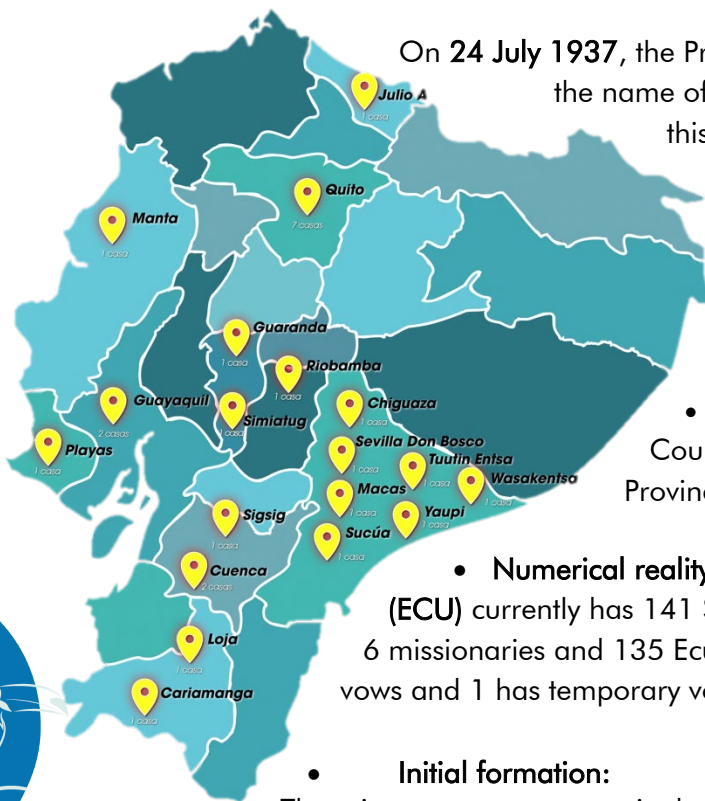 On 24 July 1937, the Pr
the name of
this
Julio A
1 casa
Quito
7 casas
Manta
1 casa
Guaranda
1 casa
Riobamba
1 casa
Guayaquil
2 casas
Simiatug
1 casa
Chiguaza
1 casa
Playas
1 casa
Sevilla Don Bosco
1 casa
Tuutin Entsa
1 casa
Wasakentsa
1 casa
Macas
1 casa
Yaupi
1 casa
Sucúa
1 casa
Sigsig
1 casa
Cuenca
2 casas
Loja
1 casa
Cariamanga
1 casa
•
Cou
Provinc
• Numerical reality
(ECU) currently has 141 S
6 missionaries and 135 Ecu
vows and 1 has temporary vo
• Initial formation: